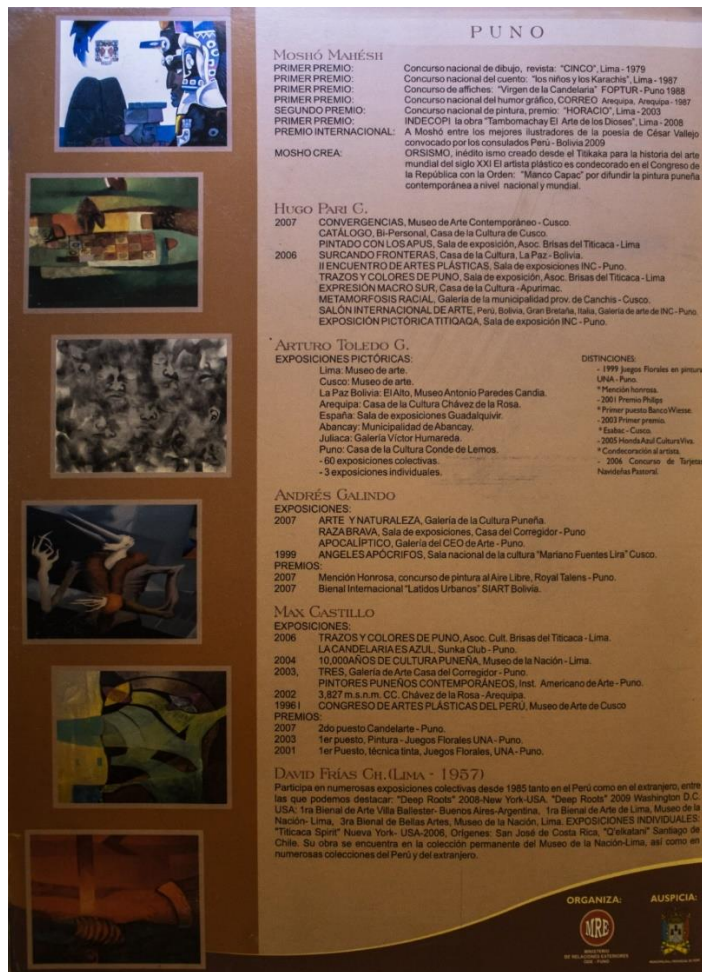 PUNO
MOSHÓ MAHÉSH
PRIMER PREMIO: Concurso nacional de dibujo, revista: "CINCO", Lima - 1979
PRIMER PREMIO: Concurso nacional del cuento: "los niños y los Karachis", Lima - 1987
PRIMER PREMIO: Concurso de affiches: "Virgen de la Candelaria" FOPTUR - Puno 1988
PRIMER PREMIO: Concurso nacional del humor gráfico, CORREO Arequipa, Arequipa - 1987
SEGUNDO PREMIO: Concurso nacional de pintura, premio: "HORACIO", Lima - 2003
PRIMER PREMIO: INDECOPI la obra "Tambomachay El Arte de los Dioses", Lima - 2008
PREMIO INTERNACIONAL: A Moshó entre los mejores ilustradores de la poesia de César Vallejo
convocado por los consulados Perú - Bolivia 2009
MOSHO CREA: ORSISMO, inédito ismo creado desde el Titikaka para la historia del arte
mundial del siglo XXI El artista plástico es condecorado en el Congreso de
la República con la Orden: "Manco Capac" por difundir la pintura puneña
contemporánea a nivel nacional y mundial.
HUGO PARI C.
2007 CONVERGENCIAS, Museo de Arte Contemporáneo - Cusco
CATÁLOGO, Bi-Personal, Casa de la Cultura de Cusco.
PINTADO CON LOS APUS, Sala de exposición, Asoc. Brisas del Titicaca - Lima
2006 SURCANDO FRONTERAS, Casa de la Cultura, La Paz - Bolivia.
II ENCUENTRO DE ARTES PLÁSTICAS, Sala de exposiciones INC - Puno.
TRAZOS Y COLORES DE PUNO, Sala de exposición, Asoc. Brisas del Titicaca - Lima
EXPRESIÓN MACRO SUR, Casa de la Cultura - Apurimac.
METAMORFOSIS RACIAL, Galería de la municipalidad prov. de Canchis - Cusco.
SALÓN INTERNACIONAL DE ARTE, Perú, Bolivia, Gran Bretaña, Italia, Galería de arte de INC - Puno.
EXPOSICIÓN PICTÓRICA TITIQAQA, Sala de exposición INC - Puno.
ARTURO TOLEDO G.
EXPOSICIONES PICTÓRICAS:
Lima: Museo de arte.
Cusco: Museo de arte.
La Paz Bolivia: El Alto, Museo Antonio Paredes Candia.
Arequipa: Casa de la Cultura Chávez de la Rosa.
España: Sala de exposiciones Guadalquivir.
Abancay: Municipalidad de Abancay.
Juliaca: Galería Víctor Humareda.
Puno: Casa de la Cultura Conde de Lemos.
- 60 exposiciones colectivas.
- 3 exposiciones individuales.
DISTINCIONES:
- 1999 Juegos Florales en pintura
UNA - Puno.
* Mención honrosa.
- 2001 Premio Philips
* Primer puesto Banco Wiesse.
- 2003 Primer premio.
* Esabac - Cusco.
- 2005 Honda Azul Cultura Viva.
* Condecoración al artista.
- 2006 Concurso de Tarjetas
Navideñas Pastoral.
ANDRÉS GALINDO
EXPOSICIONES:
2007 ARTE Y NATURALEZA, Galería de la Cultura Puneña.
RAZA BRAVA, Sala de exposiciones, Casa del Corregidor - Puno
APOCALÍPTICO, Galería del CEO de Arte - Puno.
1999 ANGELES APÓCRIFOS, Sala nacional de la cultura "Mariano Fuentes Lira" Cusco.
PREMIOS:
2007 Mención Honrosa, concurso de pintura al Aire Libre, Royal Talens - Puno.
2007 Bienal Internacional "Latidos Urbanos" SIART Bolivia.
MAX CASTILLO
EXPOSICIONES:
2006 TRAZOS Y COLORES DE PUNO, Asoc. Cult. Brisas del Titicaca - Lima.
LA CANDELARIA ES AZUL, Sunka Club - Puno.
2004 10,000 AÑOS DE CULTURA PUNEÑA, Museo de la Nación - Lima.
2003, TRES, Galería de Arte Casa del Corregidor - Puno.
PINTORES PUNEÑOS CONTEMPORÁNEOS, Inst. Americano de Arte - Puno.
2002 3,827 m.s.n.m. CC. Chávez de la Rosa - Arequipa.
1996 I CONGRESO DE ARTES PLÁSTICAS DEL PERÚ, Museo de Arte de Cusco
PREMIOS:
2007 2do puesto Candelarte - Puno.
2003 1er puesto, Pintura - Juegos Florales UNA - Puno.
2001 1er Puesto, técnica tinta, Juegos Florales, UNA - Puno.
DAVID FRÍAS CH. (LIMA - 1957)
Participa en numerosas exposiciones colectivas desde 1985 tanto en el Perú como en el extranjero, entre
las que podemos destacar: "Deep Roots" 2008-New York-USA. "Deep Roots" 2009 Washington D.C.
USA: 1ra Bienal de Arte Villa Ballester- Buenos Aires-Argentina, 1ra Bienal de Arte de Lima, Museo de la
Nación- Lima, 3ra Bienal de Bellas Artes, Museo de la Nación, Lima. EXPOSICIONES INDIVIDUALES:
"Titicaca Spirit" Nueva York- USA-2006, Orígenes: San José de Costa Rica, "Q'elkatani" Santiago de
Chile. Su obra se encuentra en la colección permanente del Museo de la Nación-Lima, así como en
numerosas colecciones del Perú y del extranjero.
ORGANIZA:
AUSPICIA:
MRE
MINISTERIO
DE RELACIONES EXTERIORES